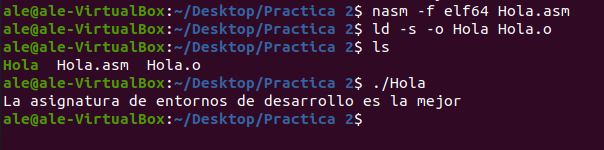 ale@ale-VirtualBox:~/Desktop/Practica 2$ nasm -f elf64 Hola.asm
ale@ale-VirtualBox:~/Desktop/Practica 2$ ld -s -o Hola Hola.o
ale@ale-VirtualBox:~/Desktop/Practica 2$ ls
Hola  Hola.asm  Hola.o
ale@ale-VirtualBox:~/Desktop/Practica 2$ ./Hola
La asignatura de entornos de desarrollo es la mejor
ale@ale-VirtualBox:~/Desktop/Practica 2$